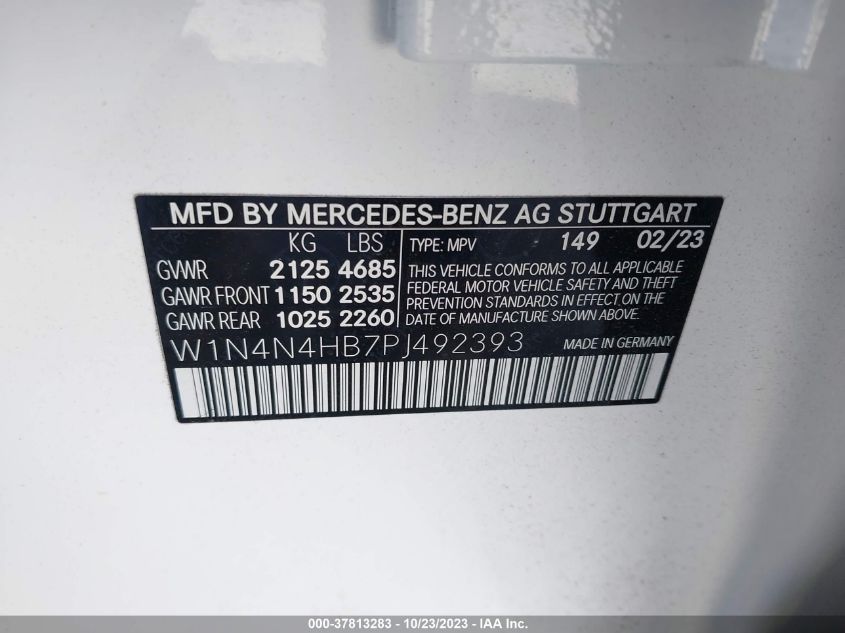 MFD BY MERCEDES-BENZ AG STUTTGART
KG LBS
GVWR 2125 4685
GAWR FRONT 1150 2535
GAWR REAR 1025 2260
TYPE: MPV 149 02/23
THIS VEHICLE CONFORMS TO ALL APPLICABLE
FEDERAL MOTOR VEHICLE SAFETY AND THEFT
PREVENTION STANDARDS IN EFFECT ON THE
DATE OF MANUFACTURE SHOWN ABOVE.
W1N4N4HB7PJ492393 MADE IN GERMANY
000-37813283 - 10/23/2023 - IAA Inc.